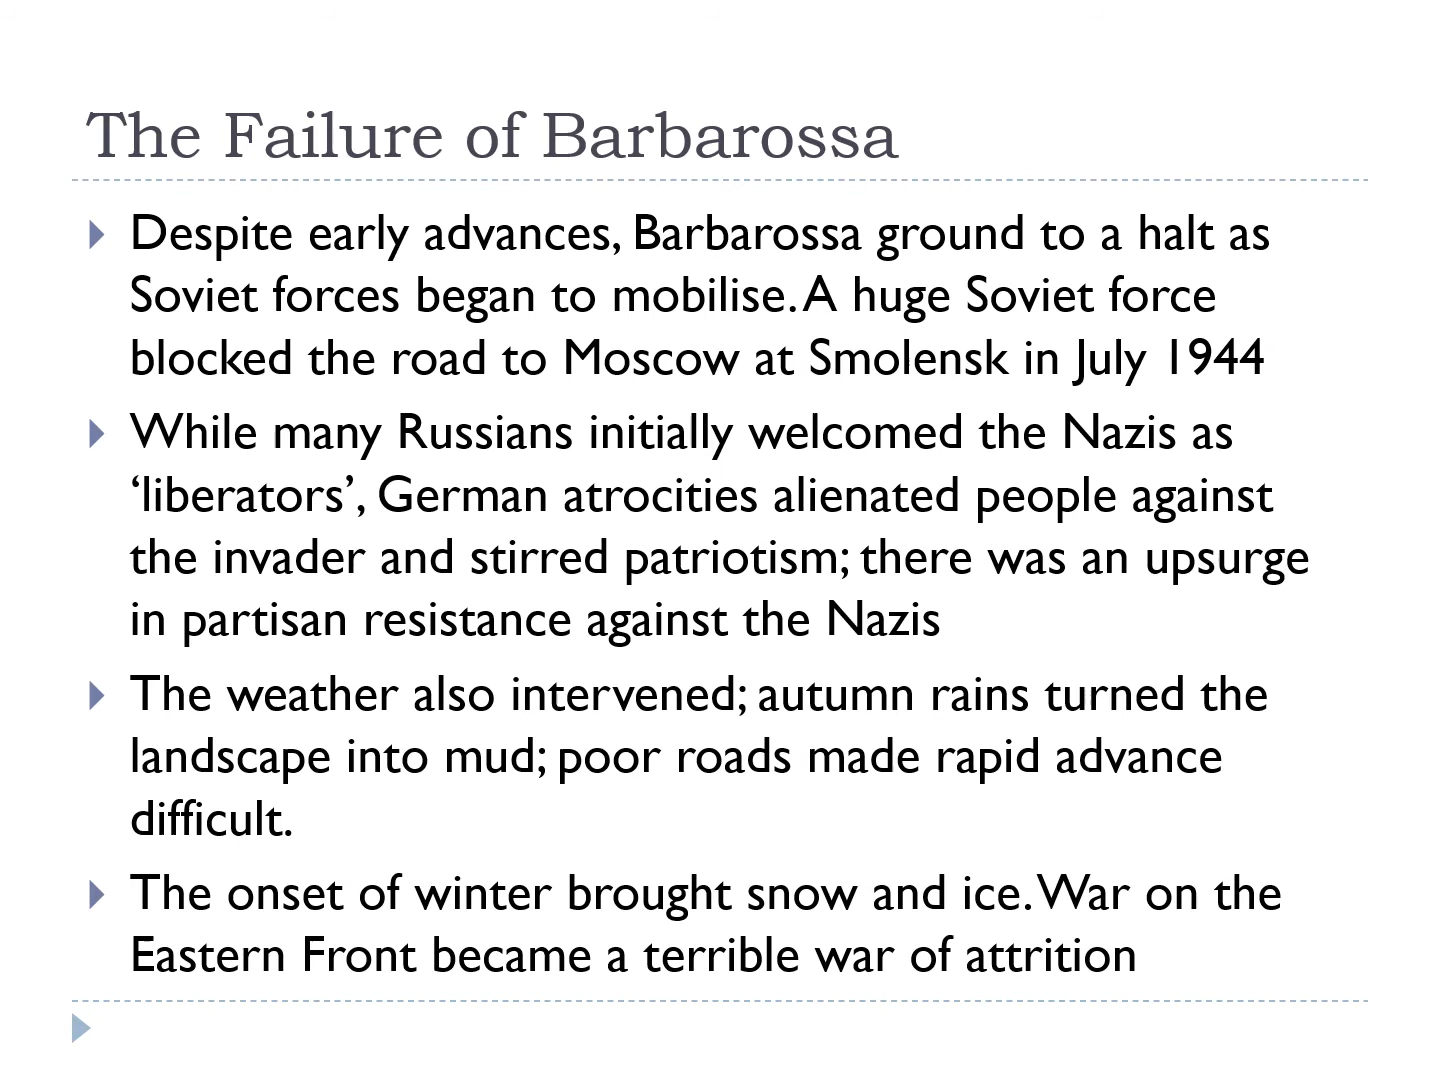 The Failure of Barbarossa
Despite early advances, Barbarossa ground to a halt as
Soviet forces began to mobilise. A huge Soviet force
blocked the road to Moscow at Smolensk in July 1944
While many Russians initially welcomed the Nazis as
‘liberators’, German atrocities alienated people against
the invader and stirred patriotism; there was an upsurge
in partisan resistance against the Nazis
The weather also intervened; autumn rains turned the
landscape into mud; poor roads made rapid advance
difficult.
The onset of winter brought snow and ice. War on the
Eastern Front became a terrible war of attrition